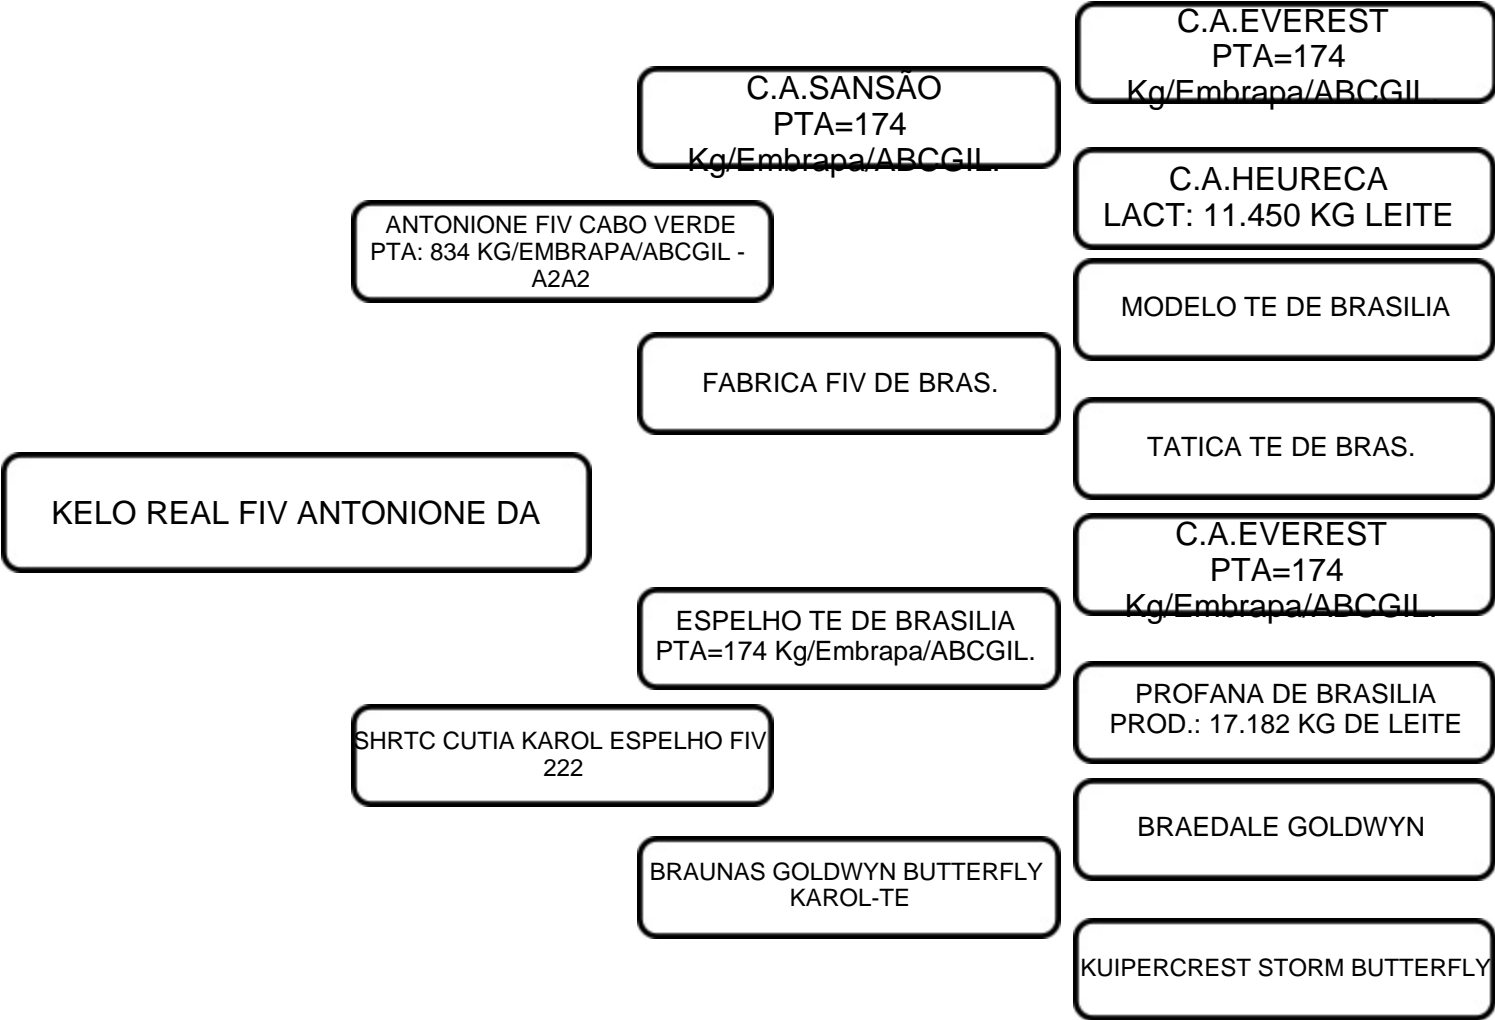 C.A.EVEREST
PTA=174
Kg/Embrapa/ABCGIL.
C.A.SANSÃO
PTA=174
Kg/Embrapa/ABCGIL.
C.A.HEURECA
LACT: 11.450 KG LEITE
ANTONIONE FIV CABO VERDE
PTA: 834 KG/EMBRAPA/ABCGIL -
A2A2
MODELO TE DE BRASILIA
FABRICA FIV DE BRAS.
TATICA TE DE BRAS.
KELO REAL FIV ANTONIONE DA
C.A.EVEREST
PTA=174
Kg/Embrapa/ABCGIL.
ESPELHO TE DE BRASILIA
PTA=174 Kg/Embrapa/ABCGIL.
PROFANA DE BRASILIA
PROD.: 17.182 KG DE LEITE
SHRTC CUTIA KAROL ESPELHO FIV
222
BRAEDALE GOLDWYN
BRAUNAS GOLDWYN BUTTERFLY
KAROL-TE
KUIPERCREST STORM BUTTERFLY